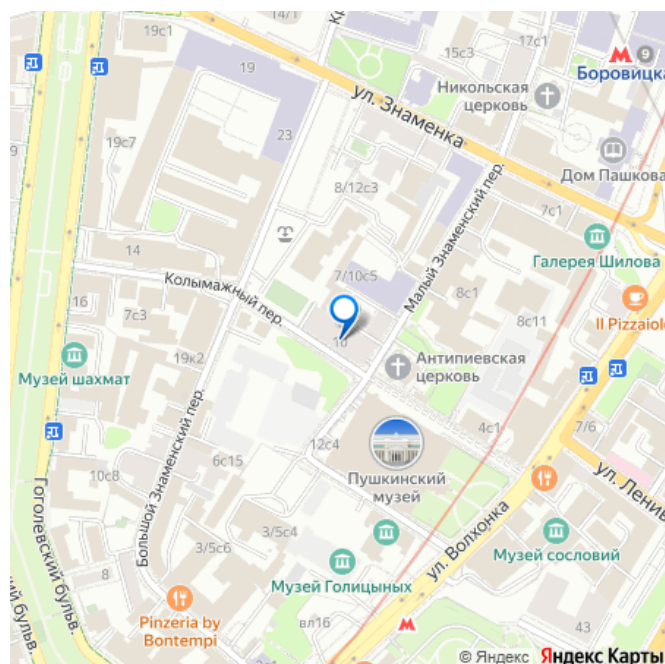 14/1
19с1
19
23
19с7
ул. Знаменка
15с3
17с1
9
Боровицка
Никольская
церковь
Дом Пашкова
8/12с3
Малый Знаменский пер.
7с1
Галерея Шилова
14
7/10с5
8с1
Колымажный пер.
16
7с3
8с11
Il Pizzaiolo
Музей шахмат
19к2
Антипиевская
церковь
Большой Знаменский пер.
4с1
7/6
12с4
ул. Ленив
10с8
6с15
Пушкинский
музей
Гоголевский бульв.
3/5с4
ул. Волхонка
3/5с6
Музей сословий
8
Музей Голицыных
Pinzeria by
Bontempi
вл16
43
© Яндекс Яндекс Карты